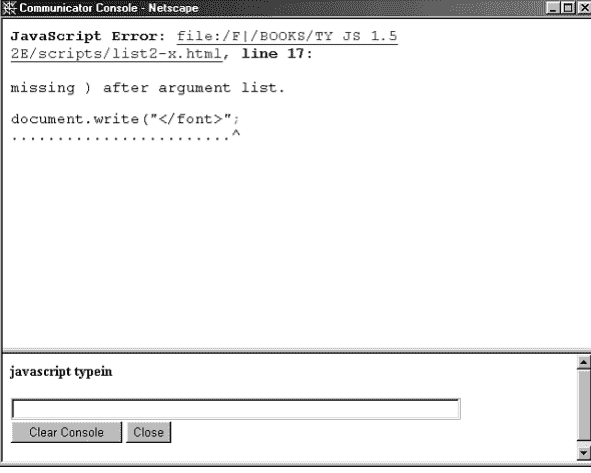 Communicator Console - Netscape
JavaScript Error: file:/F|/BOOKS/TY JS 1.5
2E/scripts/list2-x.html, line 17:
missing ) after argument list.
document.write("</font>";
.........................^
javascript typein
Clear Console Close